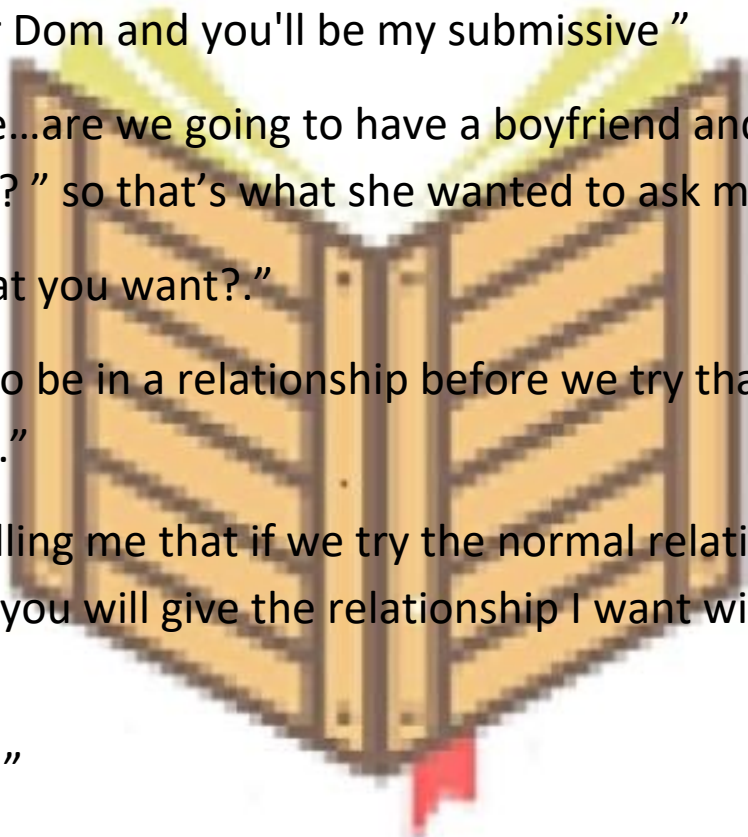 Dom and you'll be my submissive ”
…are we going to have a boyfriend and
? ” so that’s what she wanted to ask m
at you want?.”
o be in a relationship before we try tha
.”
lling me that if we try the normal relati
you will give the relationship I want wi
”